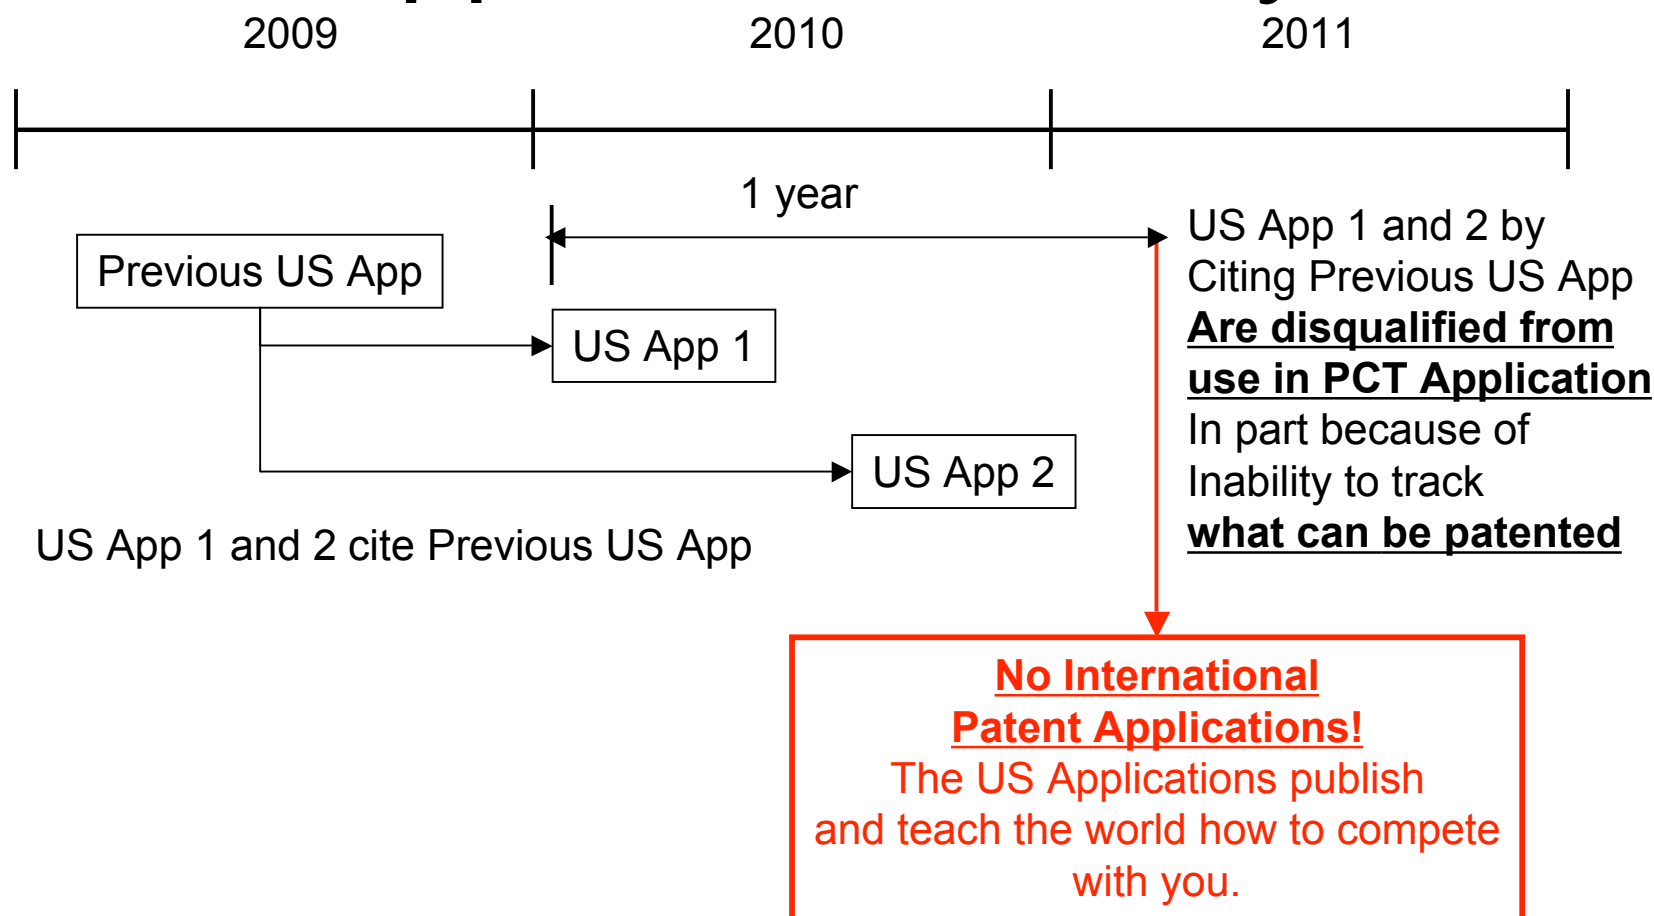 2009 2010 2011
1 year
Previous US App
US App 1
US App 2
US App 1 and 2 cite Previous US App
US App 1 and 2 by
Citing Previous US App
Are disqualified from
use in PCT Application
In part because of
Inability to track
what can be patented
No International
Patent Applications!
The US Applications publish
and teach the world how to compete
with you.